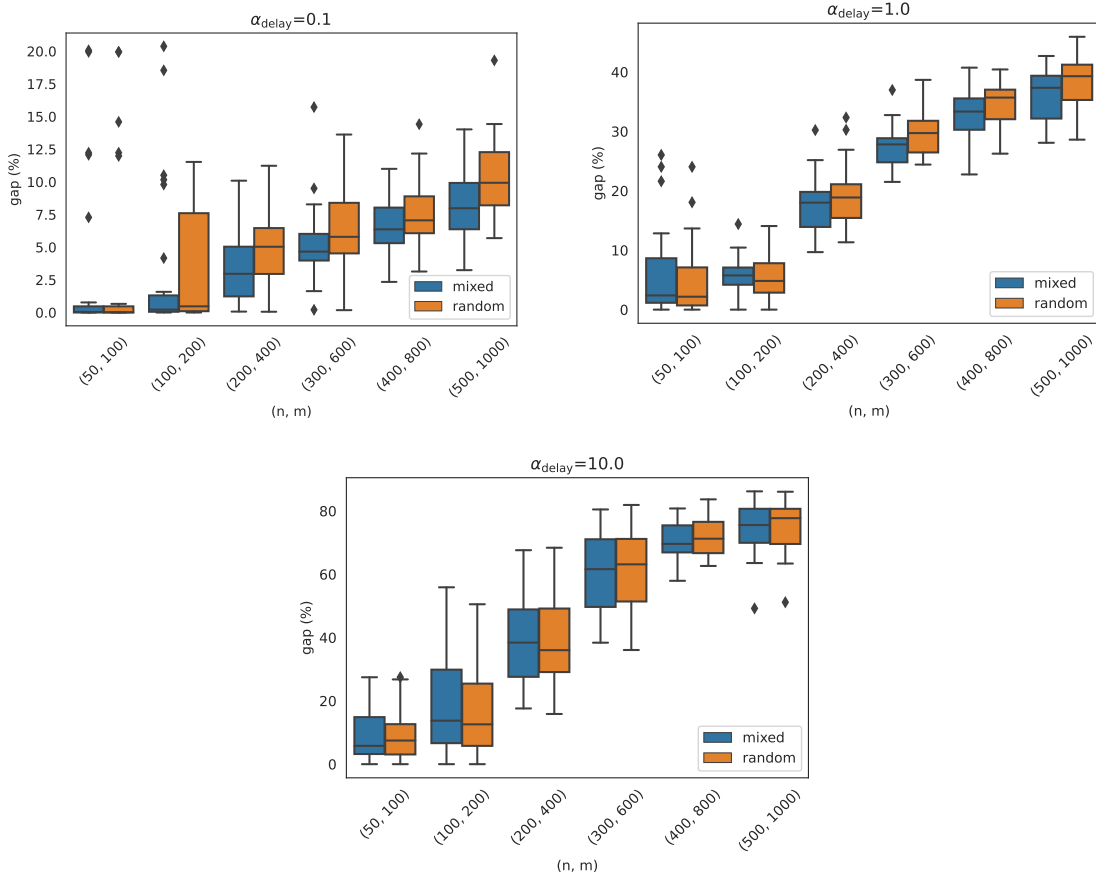 α_delay=0.1
gap (%)
20.0
17.5
15.0
12.5
10.0
7.5
5.0
2.5
0.0
mixed
random
(50, 100)
(100, 200)
(200, 400)
(300, 600)
(400, 800)
(500, 1000)
(n, m)
α_delay=1.0
gap (%)
40
30
20
10
0
mixed
random
(50, 100)
(100, 200)
(200, 400)
(300, 600)
(400, 800)
(500, 1000)
(n, m)
α_delay=10.0
gap (%)
80
60
40
20
0
mixed
random
(50, 100)
(100, 200)
(200, 400)
(300, 600)
(400, 800)
(500, 1000)
(n, m)